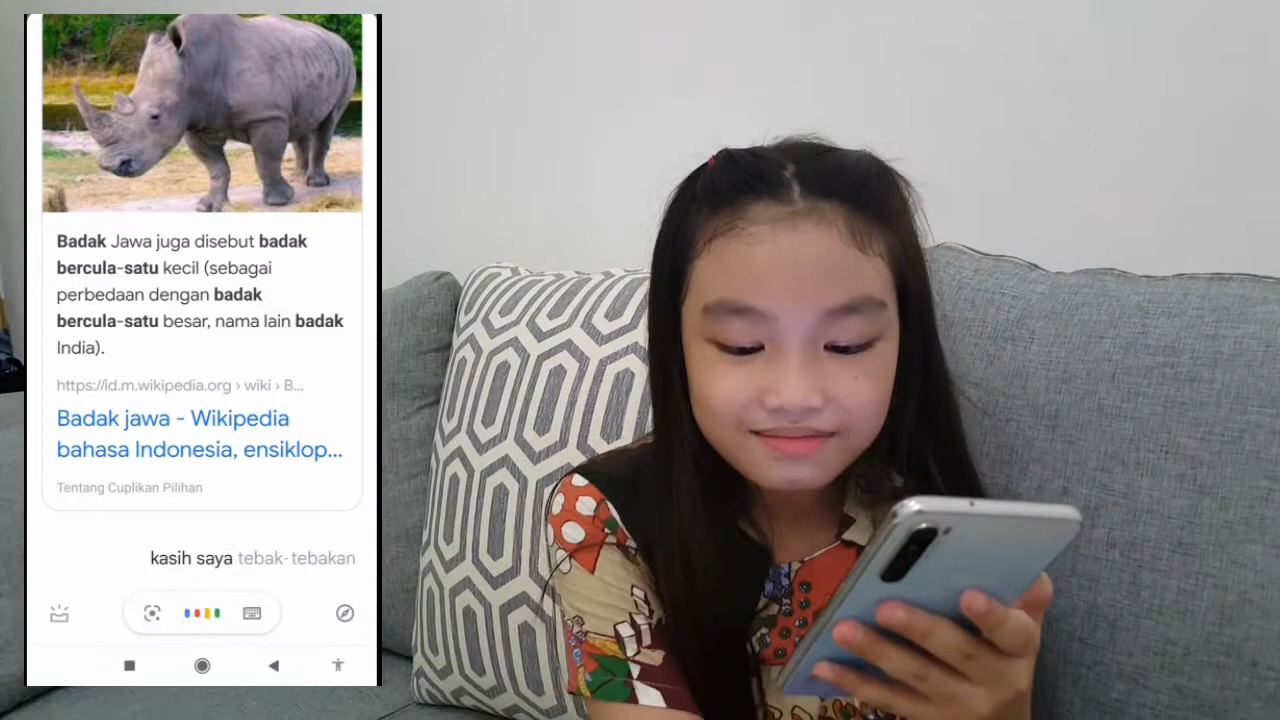 Badak Jawa juga disebut badak
bercula-satu kecil (sebagai
perbedaan dengan badak
bercula-satu besar, nama lain badak
India).
https://id.m.wikipedia.org › wiki › B...
Badak jawa - Wikipedia
bahasa Indonesia, ensiklop...
Tentang Cuplikan Pilihan
kasih saya tebak-tebakan